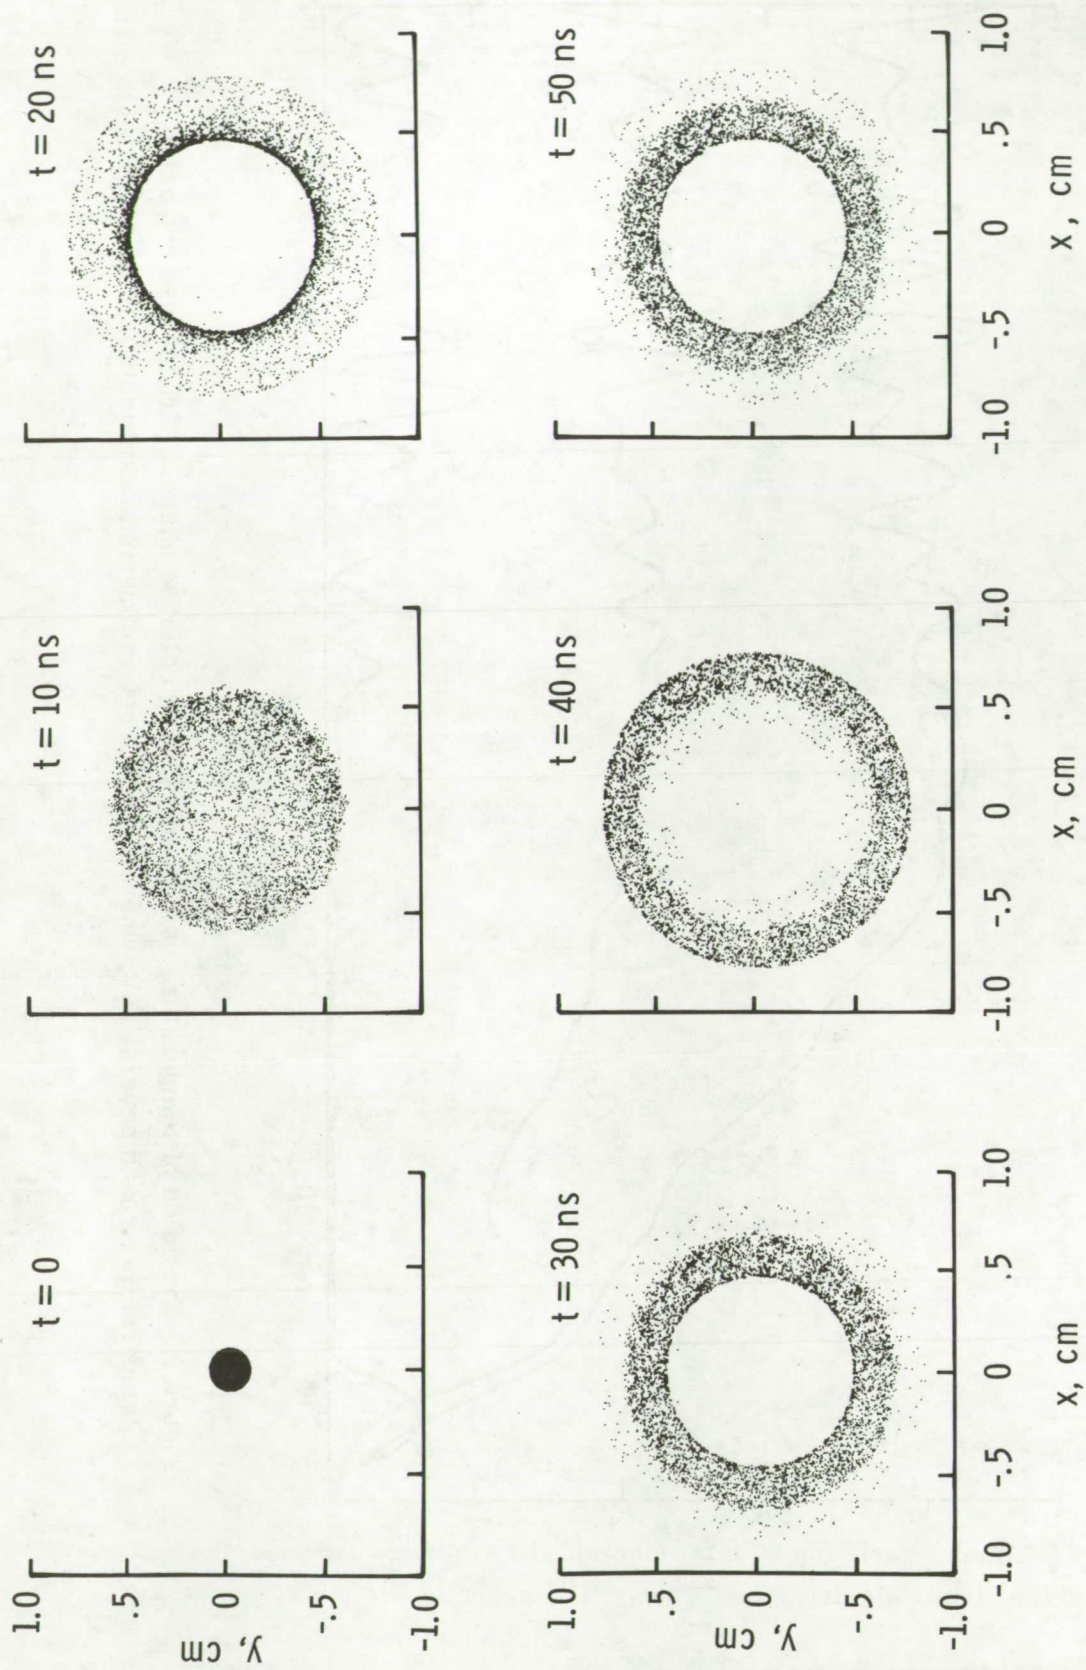 t = 0
t = 10 ns
t = 20 ns
1.0
.5
0
-.5
-1.0
y, cm
t = 30 ns
t = 40 ns
t = 50 ns
1.0
.5
0
-.5
-1.0
y, cm
-1.0 -.5 0 .5 1.0
-1.0 -.5 0 .5 1.0
-1.0 -.5 0 .5 1.0
x, cm
x, cm
x, cm